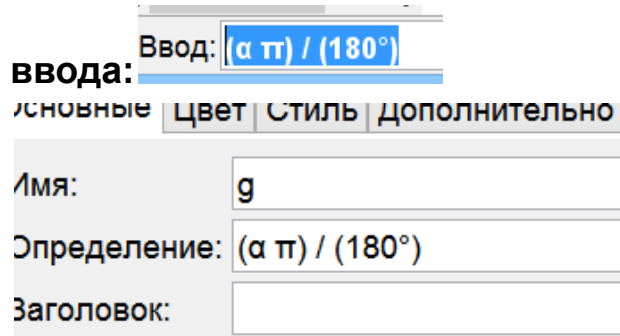 Ввод: (α π) / (180°)
ввода:
Основные Цвет Стиль Дополнительно
Имя: g
Определение: (α π) / (180°)
Заголовок: